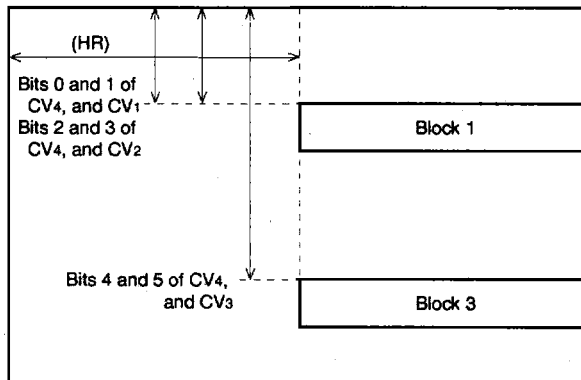 (HR)
Bits 0 and 1 of
CV4, and CV1
Bits 2 and 3 of
CV4, and CV2
Block 1
Bits 4 and 5 of CV4,
and CV3
Block 3